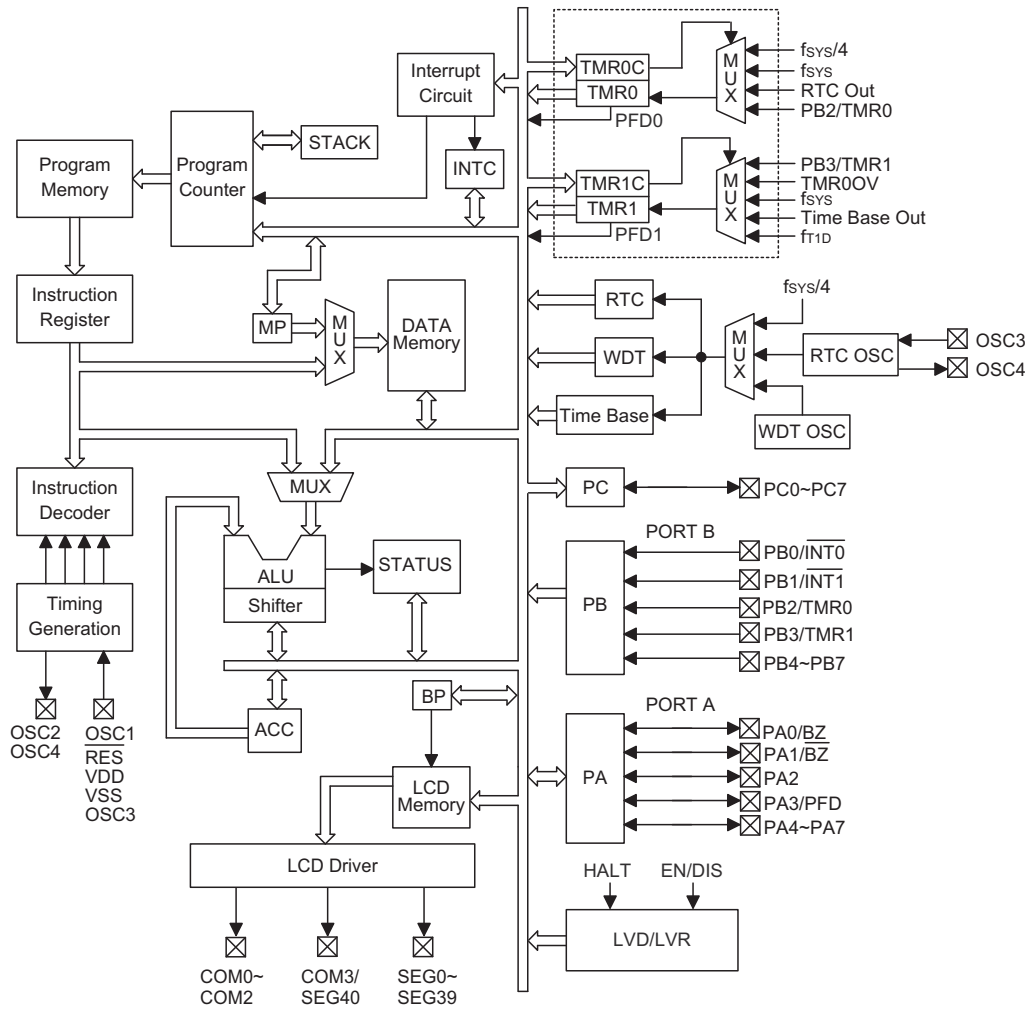 Interrupt
Circuit
STACK
INTC
Program
Memory
Program
Counter
Instruction
Register
MP
MUX
DATA
Memory
Instruction
Decoder
MUX
ALU
Shifter
STATUS
Timing
Generation
OSC2
OSC4
OSC1
RES
VDD
VSS
OSC3
ACC
BP
LCD
Memory
LCD Driver
COM0~
COM2
COM3/
SEG40
SEG0~
SEG39
TMR0C
TMR0
PFD0
MUX
fSYS/4
fSYS
RTC Out
PB2/TMR0
TMR1C
TMR1
PFD1
MUX
PB3/TMR1
TMR0OV
fSYS
Time Base Out
fT1D
RTC
WDT
Time Base
MUX
fSYS/4
RTC OSC
OSC3
OSC4
WDT OSC
PC
PC0~PC7
PORT B
PB
PB0/INT0
PB1/INT1
PB2/TMR0
PB3/TMR1
PB4~PB7
PORT A
PA
PA0/BZ
PA1/BZ
PA2
PA3/PFD
PA4~PA7
HALT
EN/DIS
LVD/LVR